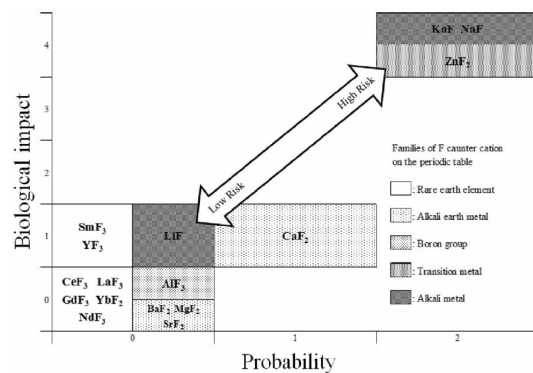 Biological impact
4
3
2
1
0
KaF NaF
ZnF₂
High Risk
Low Risk
Families of F caunter cation
on the periodic table
: Rare earth element
: Alkali earth metal
: Boron group
: Transition metal
: Alkali metal
SmF₃
YF₃
LiF
CaF₂
CeF₃ LaF₃
GdF₃ YbF₂
NdF₃
AlF₃
BaF₂ MgF₂
SrF₂
0
1
2
Probability